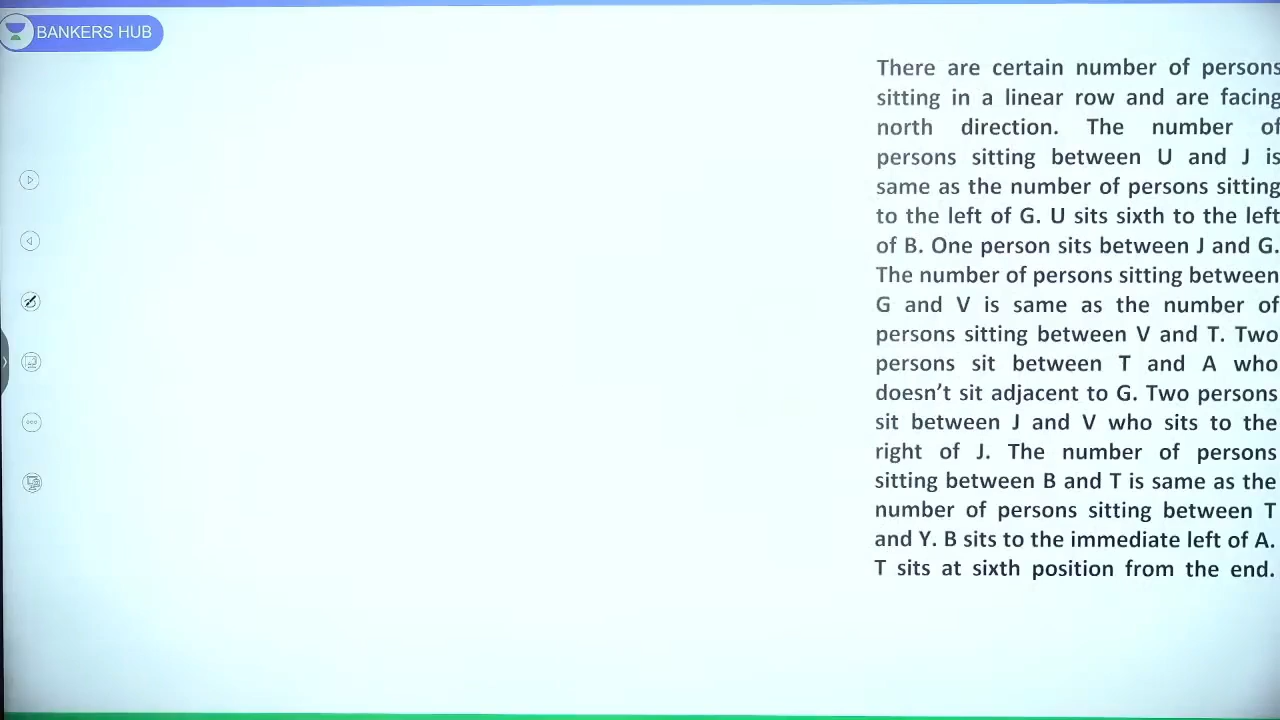 BANKERS HUB
There are certain number of persons
sitting in a linear row and are facing
north direction. The number of
persons sitting between U and J is
same as the number of persons sitting
to the left of G. U sits sixth to the left
of B. One person sits between J and G.
The number of persons sitting between
G and V is same as the number of
persons sitting between V and T. Two
persons sit between T and A who
doesn't sit adjacent to G. Two persons
sit between J and V who sits to the
right of J. The number of persons
sitting between B and T is same as the
number of persons sitting between T
and Y. B sits to the immediate left of A.
T sits at sixth position from the end.